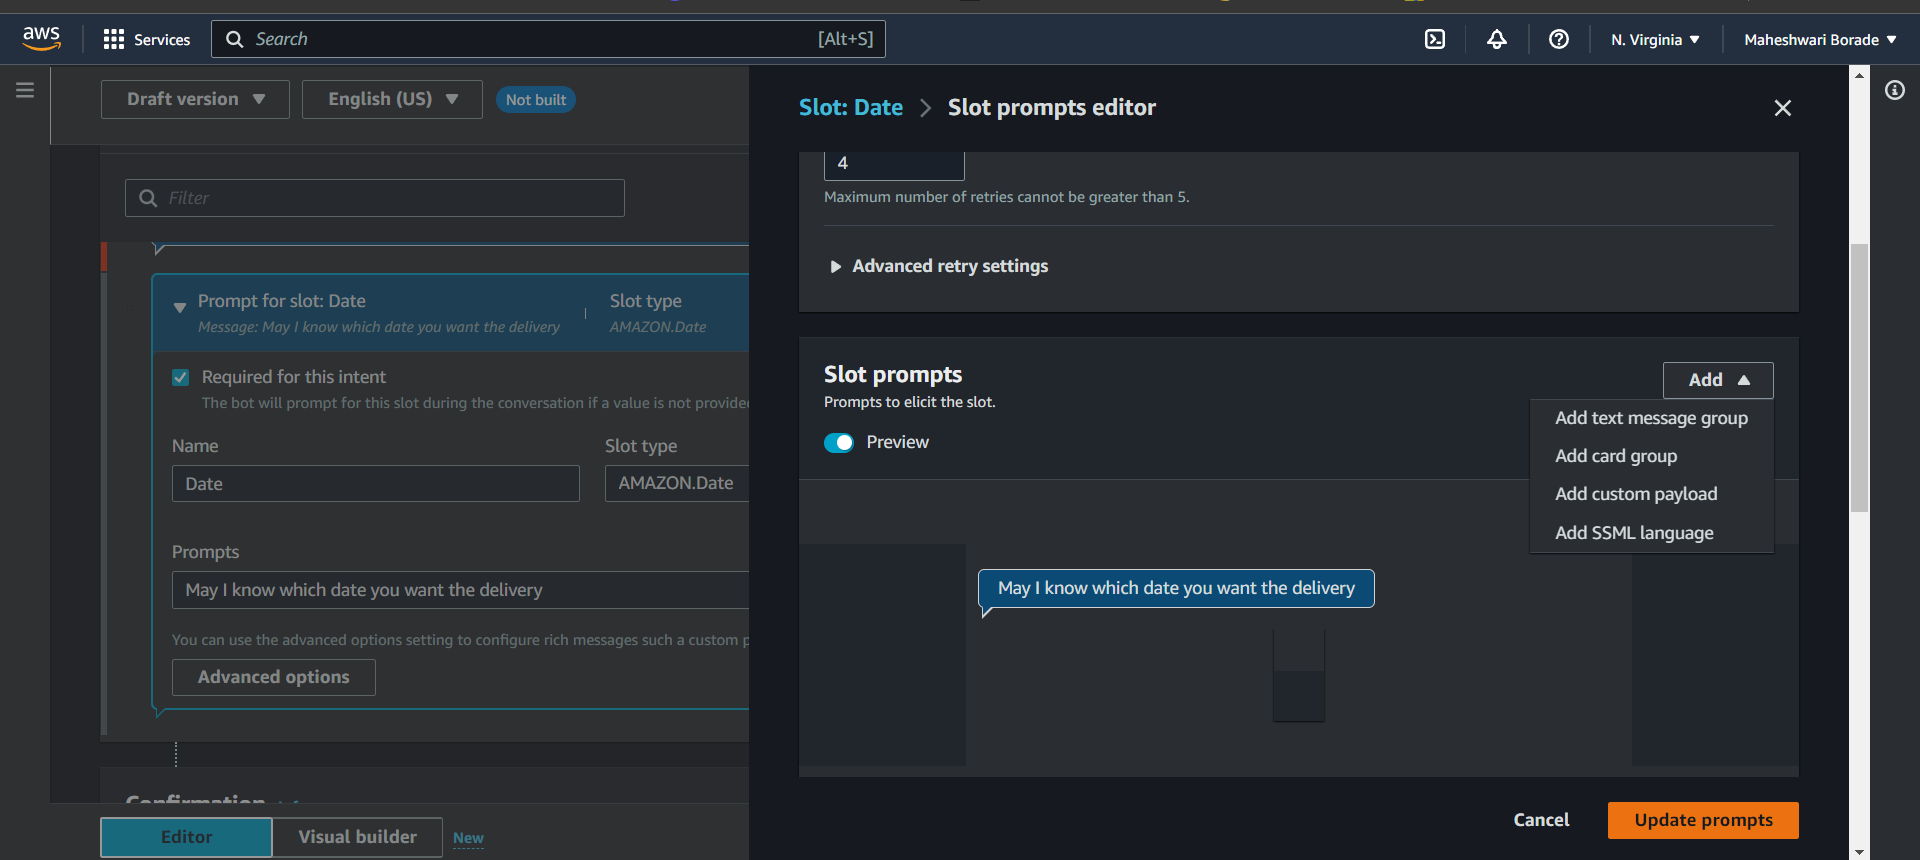 aws
Services
Search
[Alt+S]
N. Virginia
Maheshwari Borade
Draft version
English (US)
Not built
Filter
Prompt for slot: Date
Message: May I know which date you want the delivery
Slot type
AMAZON.Date
Required for this intent
The bot will prompt for this slot during the conversation if a value is not provide
Name
Slot type
Date
AMAZON.Date
Prompts
May I know which date you want the delivery
You can use the advanced options setting to configure rich messages such a custom p
Advanced options
Confirmation
Editor
Visual builder
New
Slot: Date
Slot prompts editor
4
Maximum number of retries cannot be greater than 5.
Advanced retry settings
Slot prompts
Prompts to elicit the slot.
Preview
Add
Add text message group
Add card group
Add custom payload
Add SSML language
May I know which date you want the delivery
Cancel
Update prompts